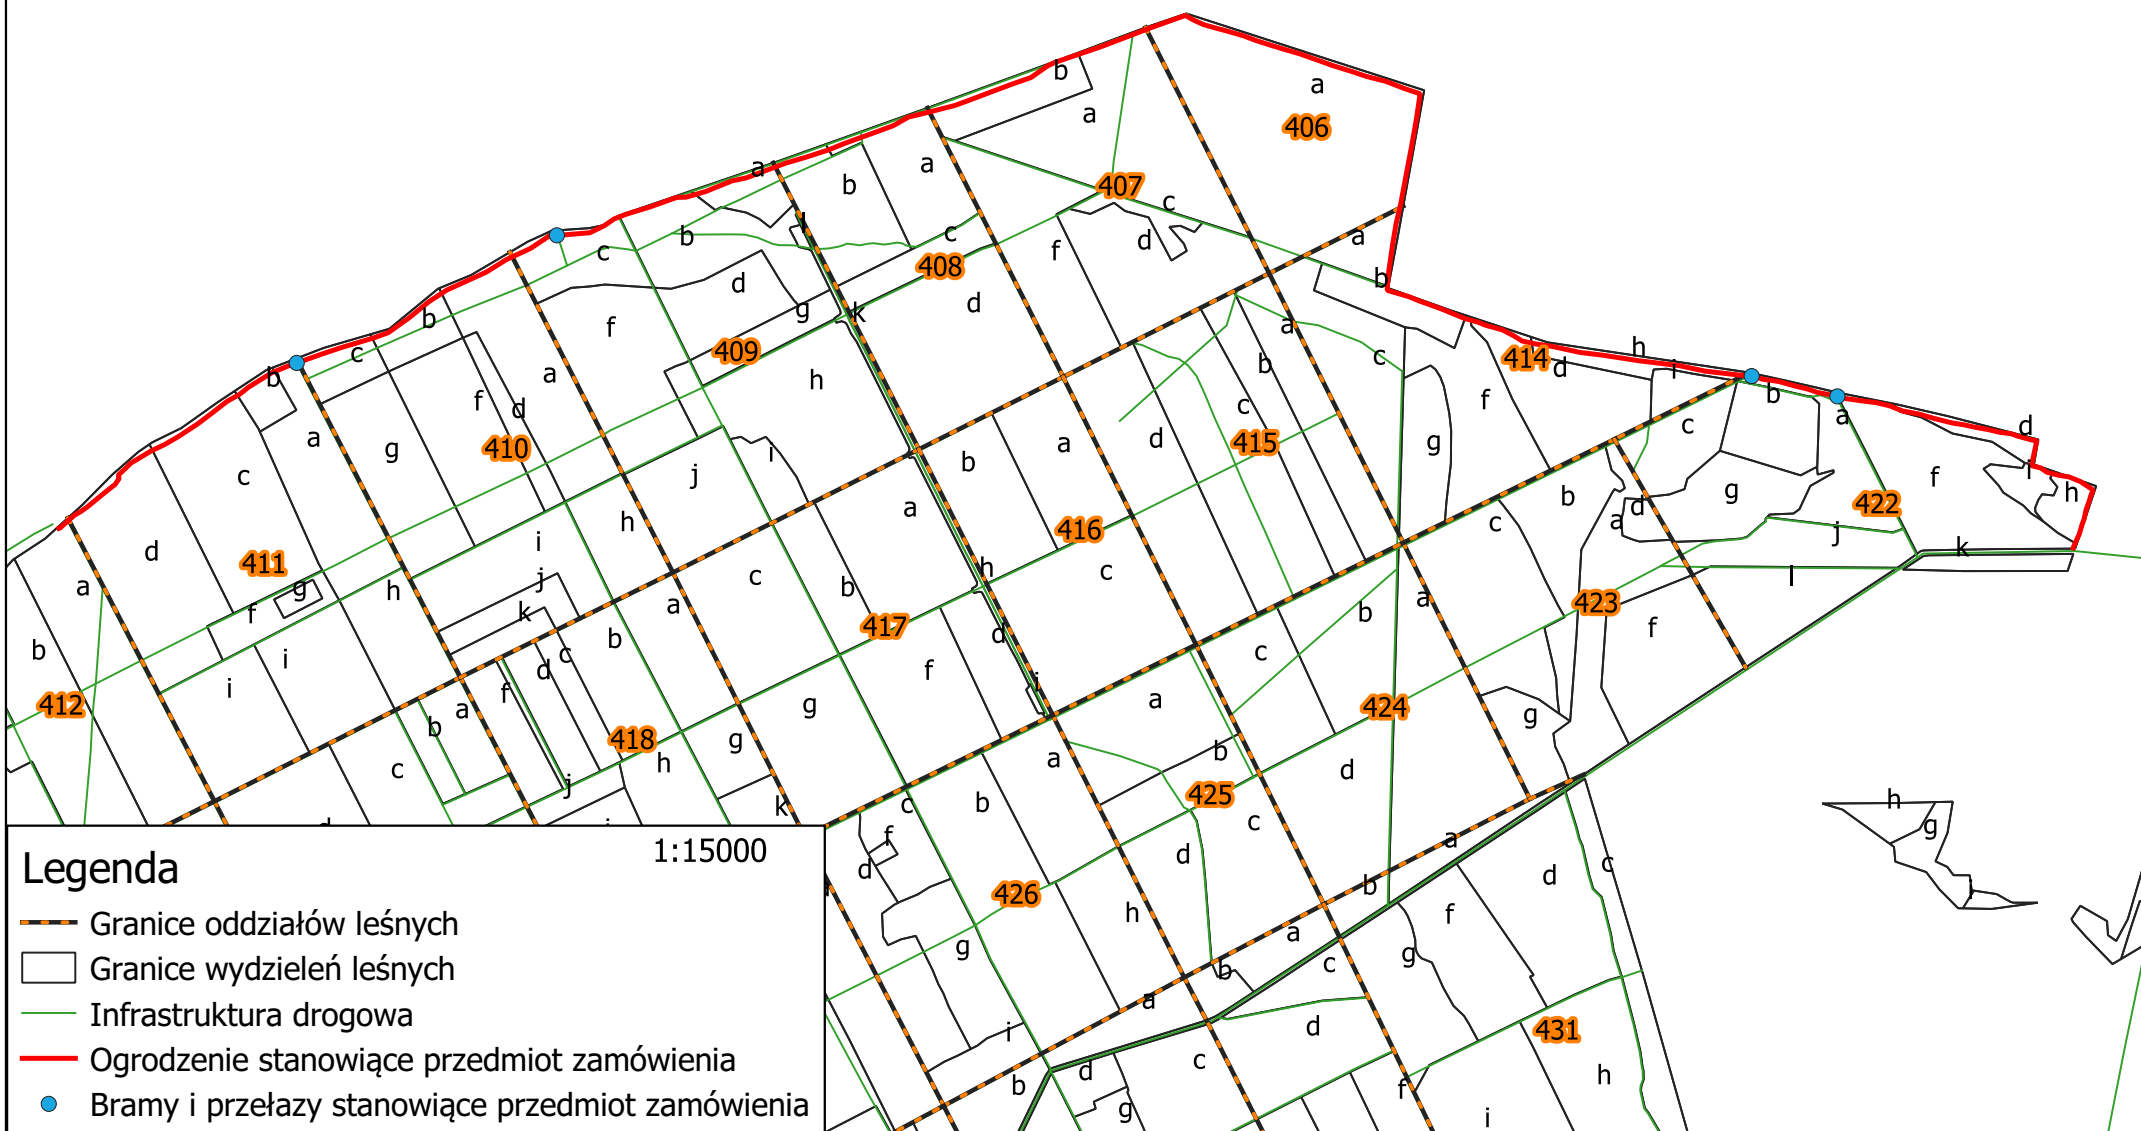 b
a
406
a
a
b
a
407
c
b
c
408
f
d
a
b
l
b
c
d
g
k
d
409
f
h
b
c
b
a
410
g
f
d
a
c
d
411
g
f
h
i
i
a
b
412
i
j
k
h
j
i
a
b
c
d
415
a
b
c
c
g
f
414
d
h
i
b
a
d
c
g
422
f
l
h
j
k
l
b
a
d
c
423
f
g
a
b
416
c
h
a
b
c
417
d
i
f
g
a
b
c
d
f
418
h
j
g
k
a
b
c
a
b
c
424
d
a
b
425
c
d
a
b
c
f
d
426
h
g
i
a
b
a
b
c
d
c
d
g
b
a
b
f
g
d
c
431
h
i
f
h
g
i
1:15000
Legenda
Granice oddziałów leśnych
Granice wydzieleń leśnych
Infrastruktura drogowa
Ogrodzenie stanowiące przedmiot zamówienia
Bramy i przełazy stanowiące przedmiot zamówienia